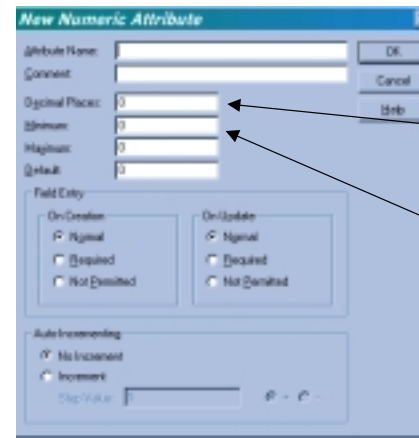 New Numeric Attribute
Attribute Name:
OK
Comment:
Cancel
Decimal Places: 0
Help
Minimum: 0
Maximum: 0
Default: 0
Field Entry
On Creation
On Update
Normal
Normal
Required
Required
Not Permitted
Not Permitted
Auto Incrementing
No Increment
Increment
Step Value: